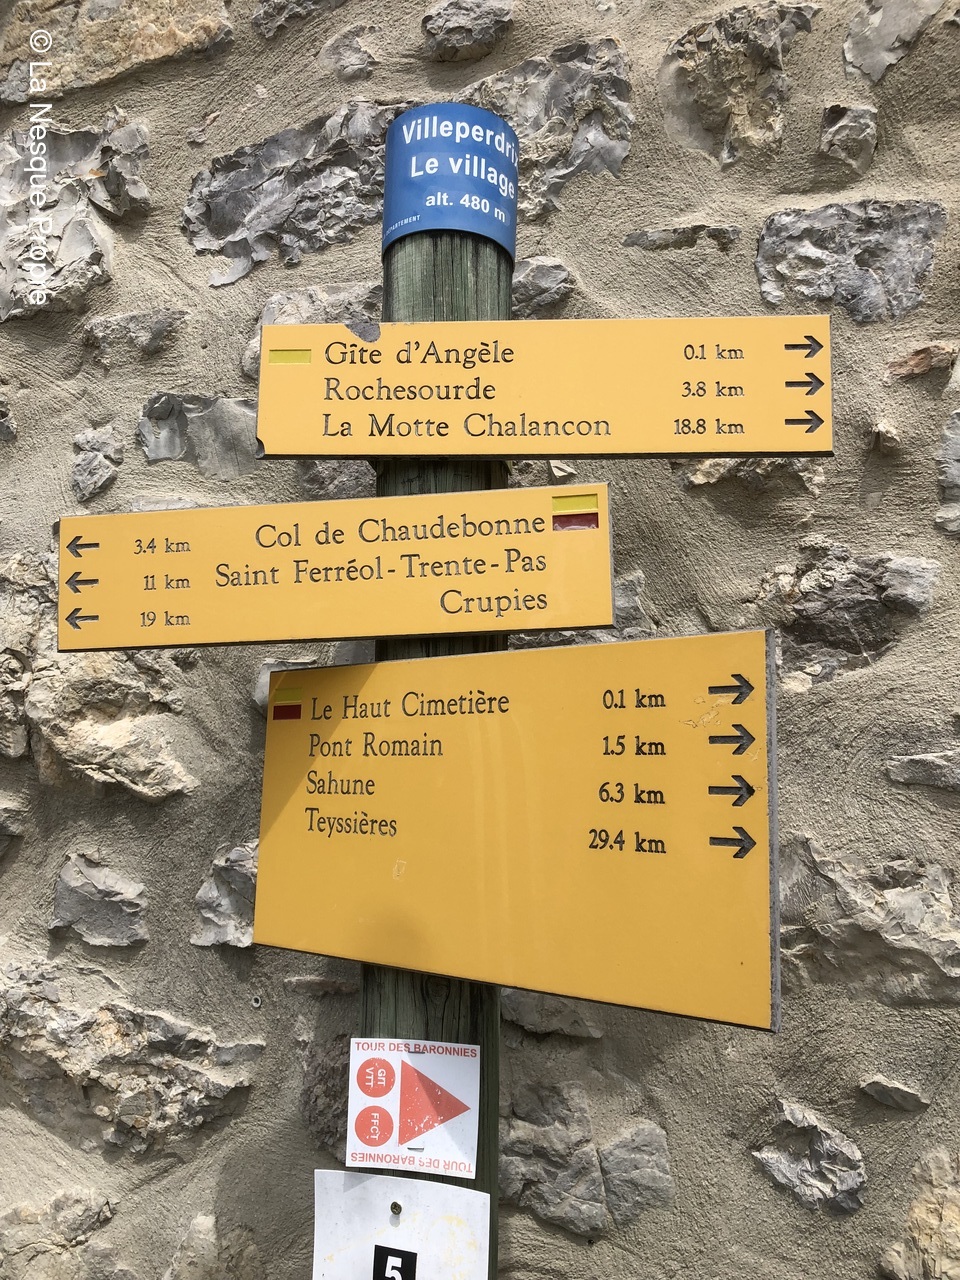 © La Nesque Propre
Villeperdrix
Le village
alt. 480 m
Gîte d'Angèle 0.1 km →
Rochesourde 3.8 km →
La Motte Chalancon 18.8 km →
← 3.4 km Col de Chaudebonne
← 11 km Saint Ferréol-Trente-Pas
← 19 km Crupies
Le Haut Cimetière 0.1 km →
Pont Romain 1.5 km →
Sahune 6.3 km →
Teyssières 29.4 km →
TOUR DES BARONNIES
GTT
VTT
FFCT
TOUR DES BARONNIES
5